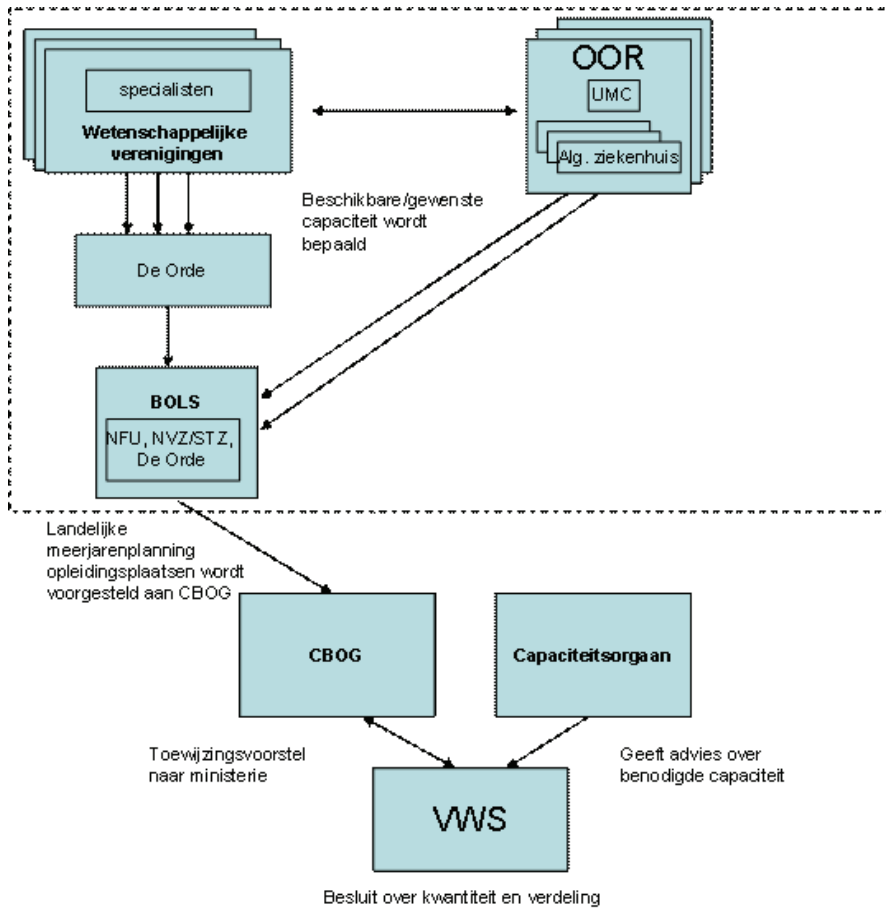 specialisten
Wetenschappelijke
verenigingen
OOR
UMC
Alg. ziekenhuis
Beschikbare/gewenste
capaciteit wordt
bepaald
De Orde
BOLS
NFU, NVZ/STZ,
De Orde
Landelijke
meerjarenplanning
opleidingsplaatsen wordt
voorgesteld aan CBOG
CBOG
Capaciteitsorgaan
Toewijzingsvoorstel
naar ministerie
Geeft advies over
benodigde capaciteit
VWS
Besluit over kwantiteit en verdeling